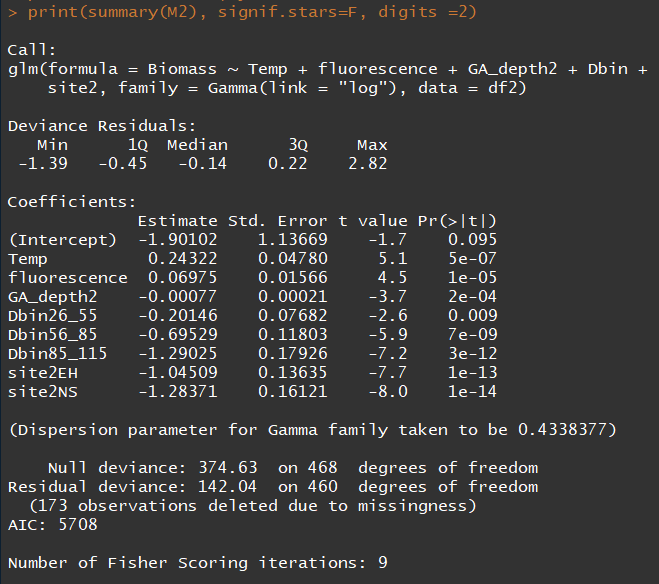 > print(summary(M2), signif.stars=F, digits =2)
Call:
glm(formula = Biomass ~ Temp + fluorescence + GA_depth2 + Dbin +
    site2, family = Gamma(link = "log"), data = df2)
Deviance Residuals:
   Min      1Q  Median      3Q     Max
 -1.39   -0.45   -0.14    0.22    2.82
Coefficients:
             Estimate Std. Error t value Pr(>|t|)
(Intercept)  -1.90102    1.13669    -1.7    0.095
Temp          0.24322    0.04780     5.1    5e-07
fluorescence  0.06975    0.01566     4.5    1e-05
GA_depth2    -0.00077    0.00021    -3.7    2e-04
Dbin26_55    -0.20146    0.07682    -2.6    0.009
Dbin56_85    -0.69529    0.11803    -5.9    7e-09
Dbin85_115   -1.29025    0.17926    -7.2    3e-12
site2EH      -1.04509    0.13635    -7.7    1e-13
site2NS      -1.28371    0.16121    -8.0    1e-14
(Dispersion parameter for Gamma family taken to be 0.4338377)
    Null deviance: 374.63  on 468  degrees of freedom
Residual deviance: 142.04  on 460  degrees of freedom
  (173 observations deleted due to missingness)
AIC: 5708
Number of Fisher Scoring iterations: 9